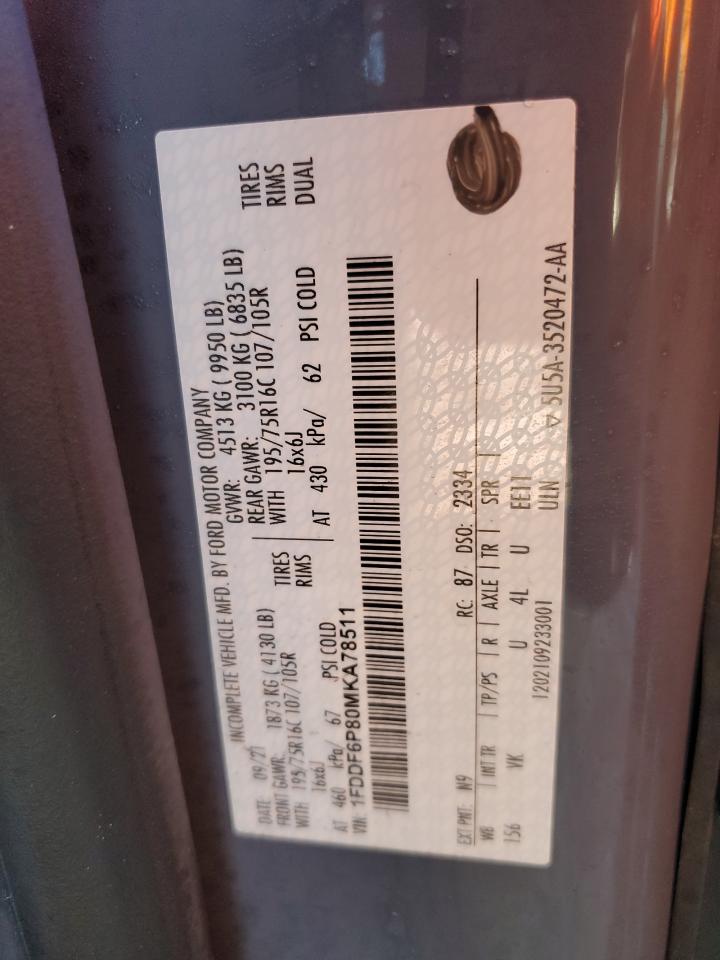 INCOMPLETE VEHICLE MFD. BY FORD MOTOR COMPANY
DATE: 09/21 GVWR: 4513 KG ( 9950 LB)
FRONT GAWR: 1873 KG ( 4130 LB) REAR GAWR: 3100 KG ( 6835 LB)
WITH 195/75R16C 107/105R TIRES WITH 195/75R16C 107/105R TIRES
16x6J RIMS 16x6J RIMS
AT 460 kPa/ 67 PSI COLD AT 430 kPa/ 62 PSI COLD DUAL
VIN: 1FDDF6P80MKA78511
EXT PNT: N9 RC: 87 DSO: 2334
WB | INT TR | TP/PS | R | AXLE | TR | SPR |
156 VK U 4L U EE11
1202109233001 ULN
▽ 5U5A-3520472-AA